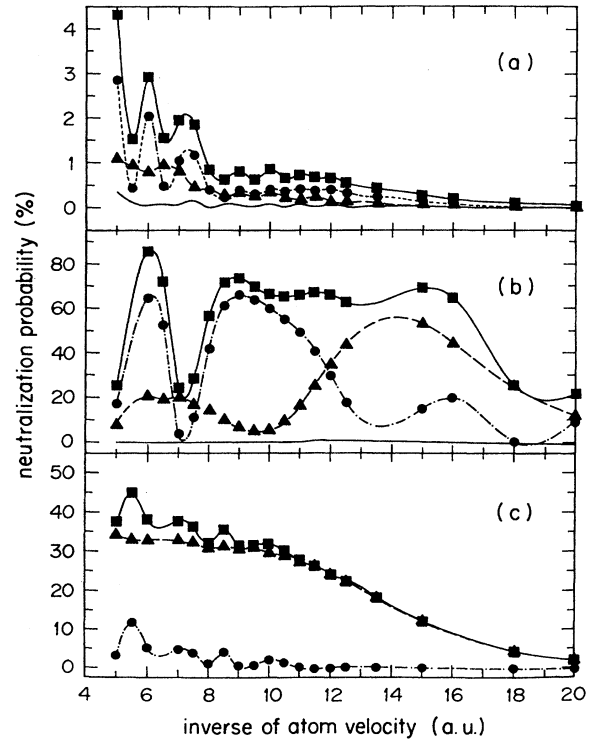 4
3
2
1
0
(a)
80
60
40
20
0
(b)
neutralization probability (%)
50
40
30
20
10
0
(c)
4 6 8 10 12 14 16 18 20
inverse of atom velocity (a.u.)